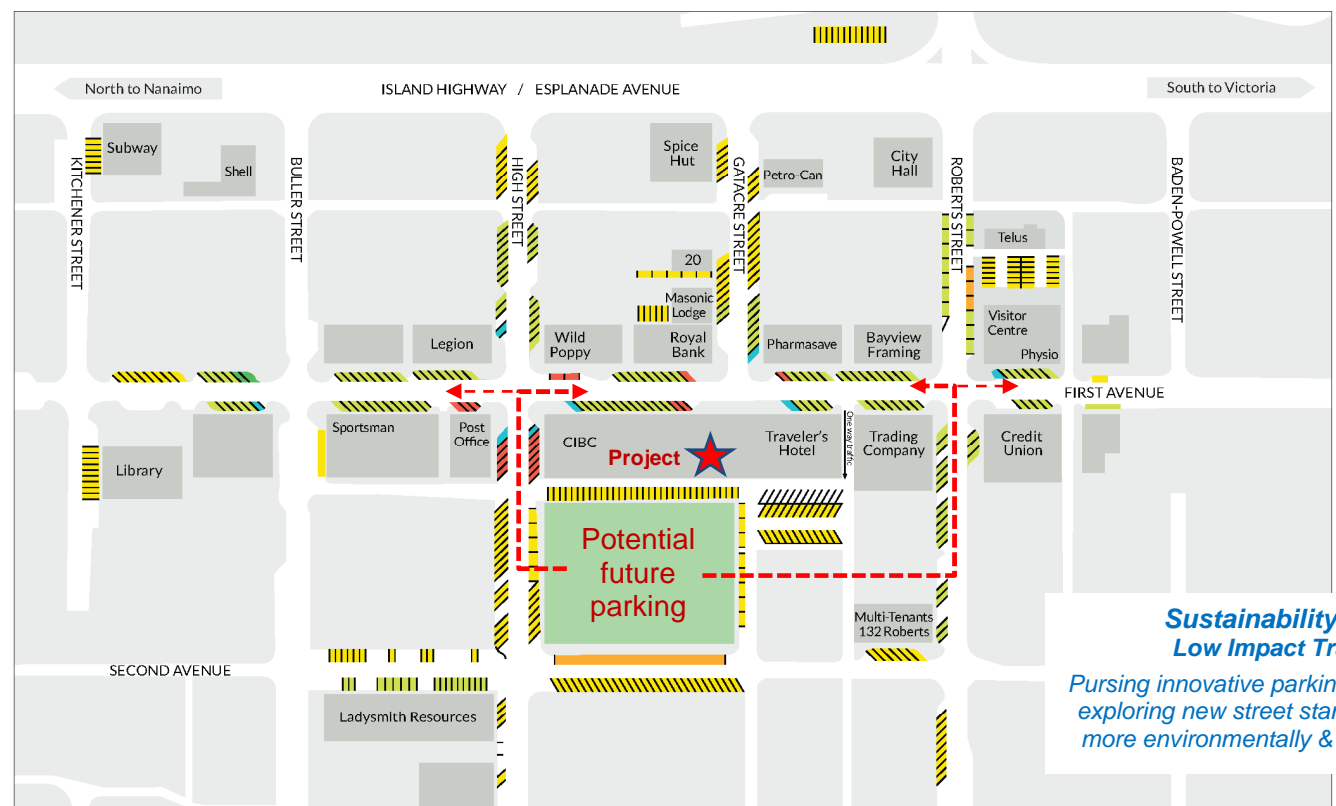 North to Nanaimo
ISLAND HIGHWAY / ESPLANADE AVENUE
South to Victoria
KITCHENER STREET
Subway
Shell
BULLER STREET
HIGH STREET
Spice
Hut
GATACRE STREET
Petro-Can
City
Hall
ROBERTS STREET
BADEN-POWELL STREET
Telus
20
Masonic
Lodge
Legion
Wild
Poppy
Royal
Bank
Pharmasave
Bayview
Framing
Visitor
Centre
Physio
FIRST AVENUE
Library
Sportsman
Post
Office
CIBC
Project
Traveler's
Hotel
One way traffic
Trading
Company
Credit
Union
Potential
future
parking
Multi-Tenants
132 Roberts
SECOND AVENUE
Ladysmith Resources
Sustainability
Low Impact Tra
Pursing innovative parkin
exploring new street star
more environmentally &